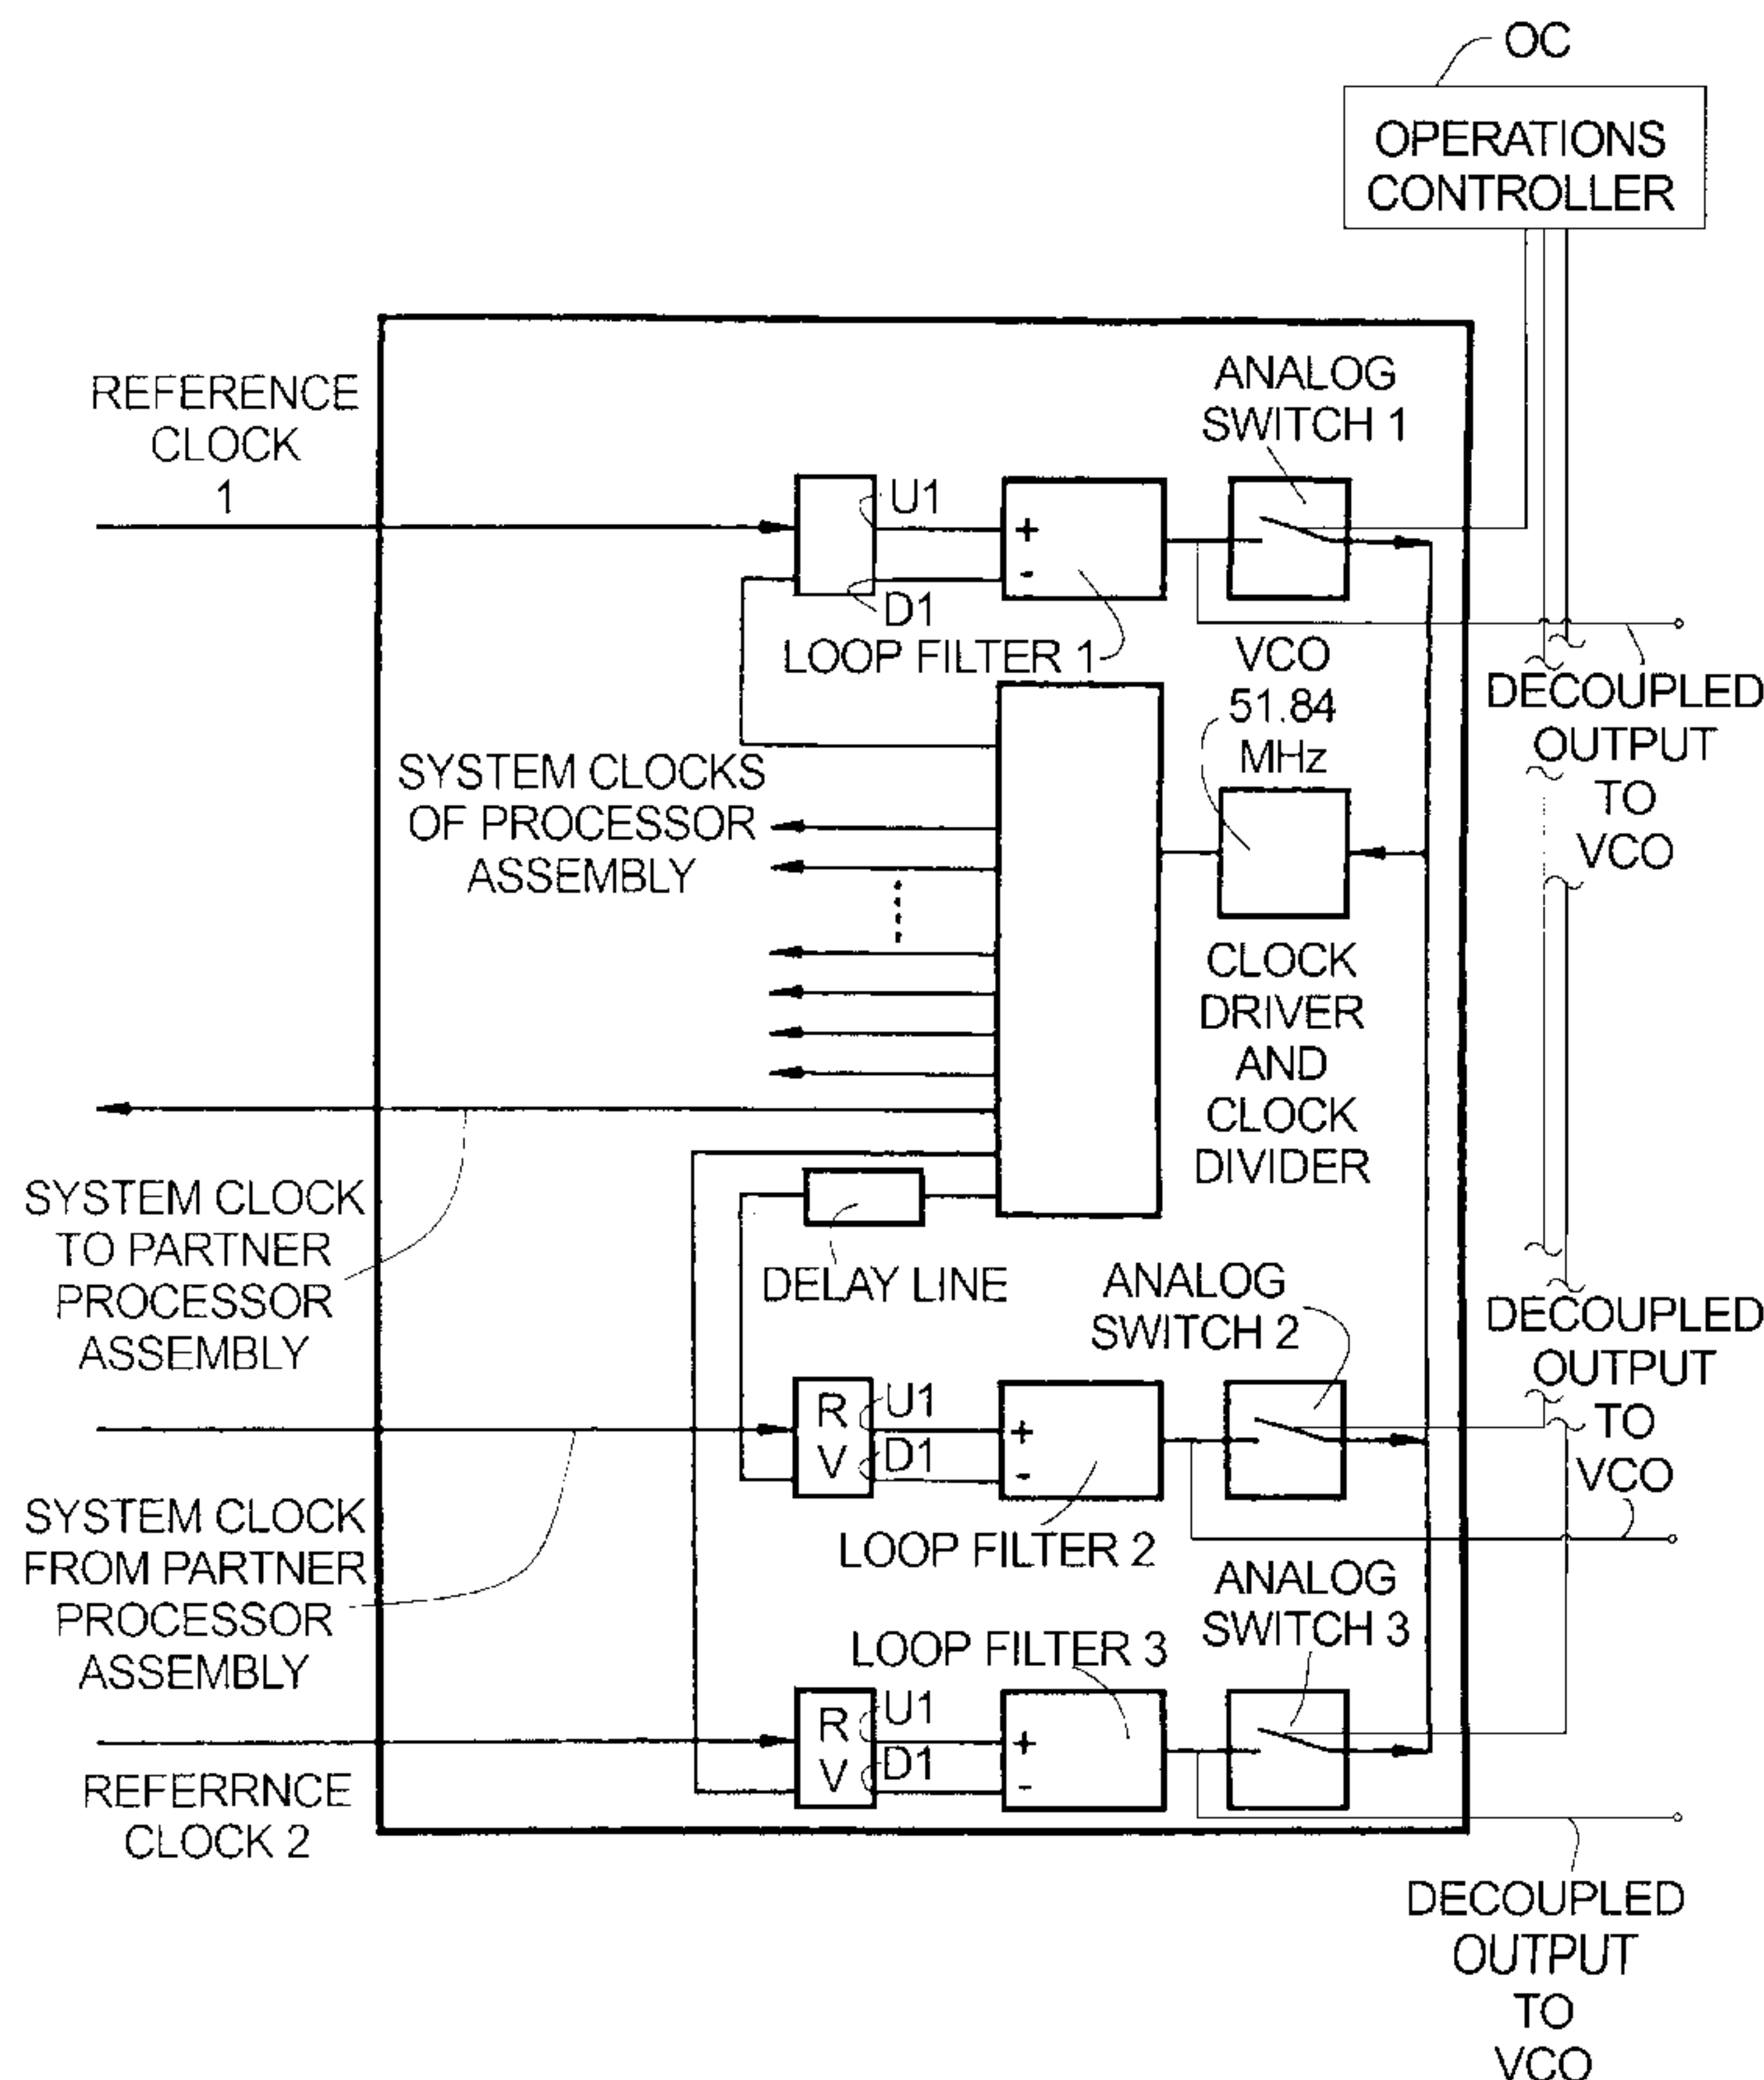 OC
OPERATIONS
CONTROLLER
REFERENCE
CLOCK
1
ANALOG
SWITCH 1
U1
+
-
D1
LOOP FILTER 1
VCO
51.84
MHz
DECOUPLED
OUTPUT
TO
VCO
SYSTEM CLOCKS
OF PROCESSOR
ASSEMBLY
CLOCK
DRIVER
AND
CLOCK
DIVIDER
SYSTEM CLOCK
TO PARTNER
PROCESSOR
ASSEMBLY
DELAY LINE
ANALOG
SWITCH 2
DECOUPLED
OUTPUT
TO
VCO
R
V
U1
D1
+
-
LOOP FILTER 2
SYSTEM CLOCK
FROM PARTNER
PROCESSOR
ASSEMBLY
ANALOG
SWITCH 3
LOOP FILTER 3
R
V
U1
D1
+
-
REFERRNCE
CLOCK 2
DECOUPLED
OUTPUT
TO
VCO